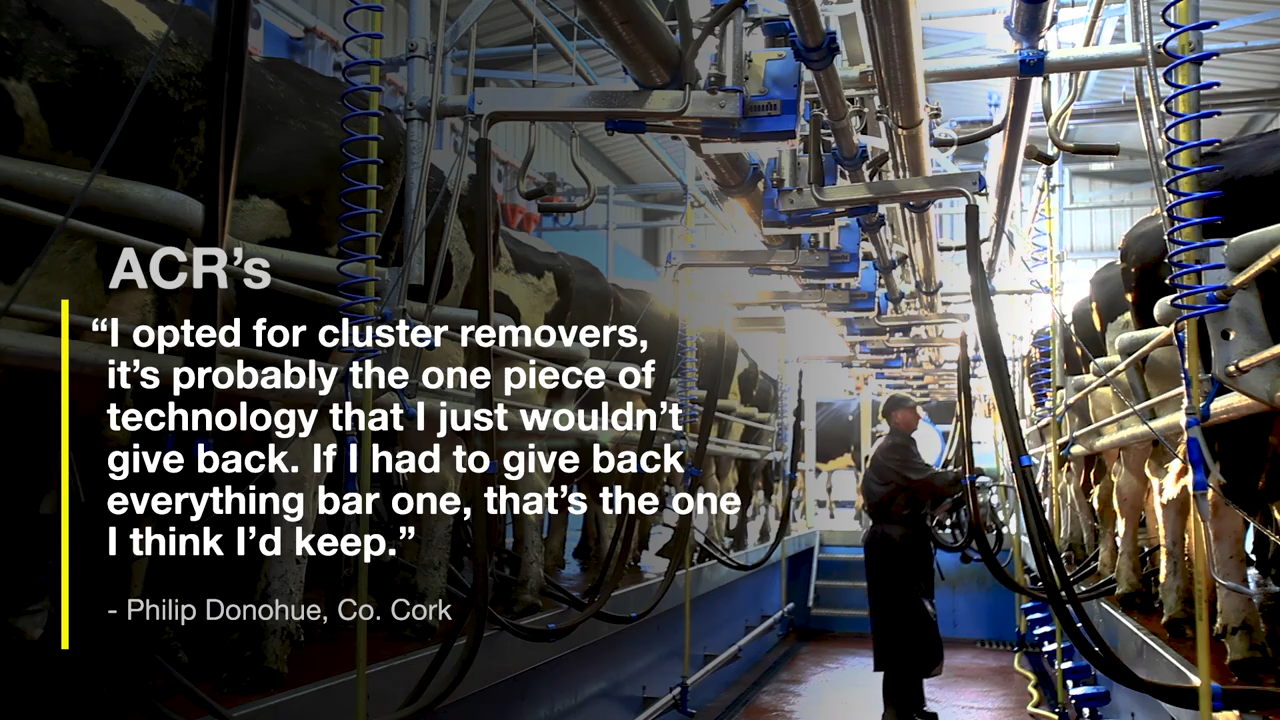 ACR’s
“I opted for cluster removers,
it’s probably the one piece of
technology that I just wouldn’t
give back. If I had to give back
everything bar one, that’s the one
I think I’d keep.”
- Philip Donohue, Co. Cork